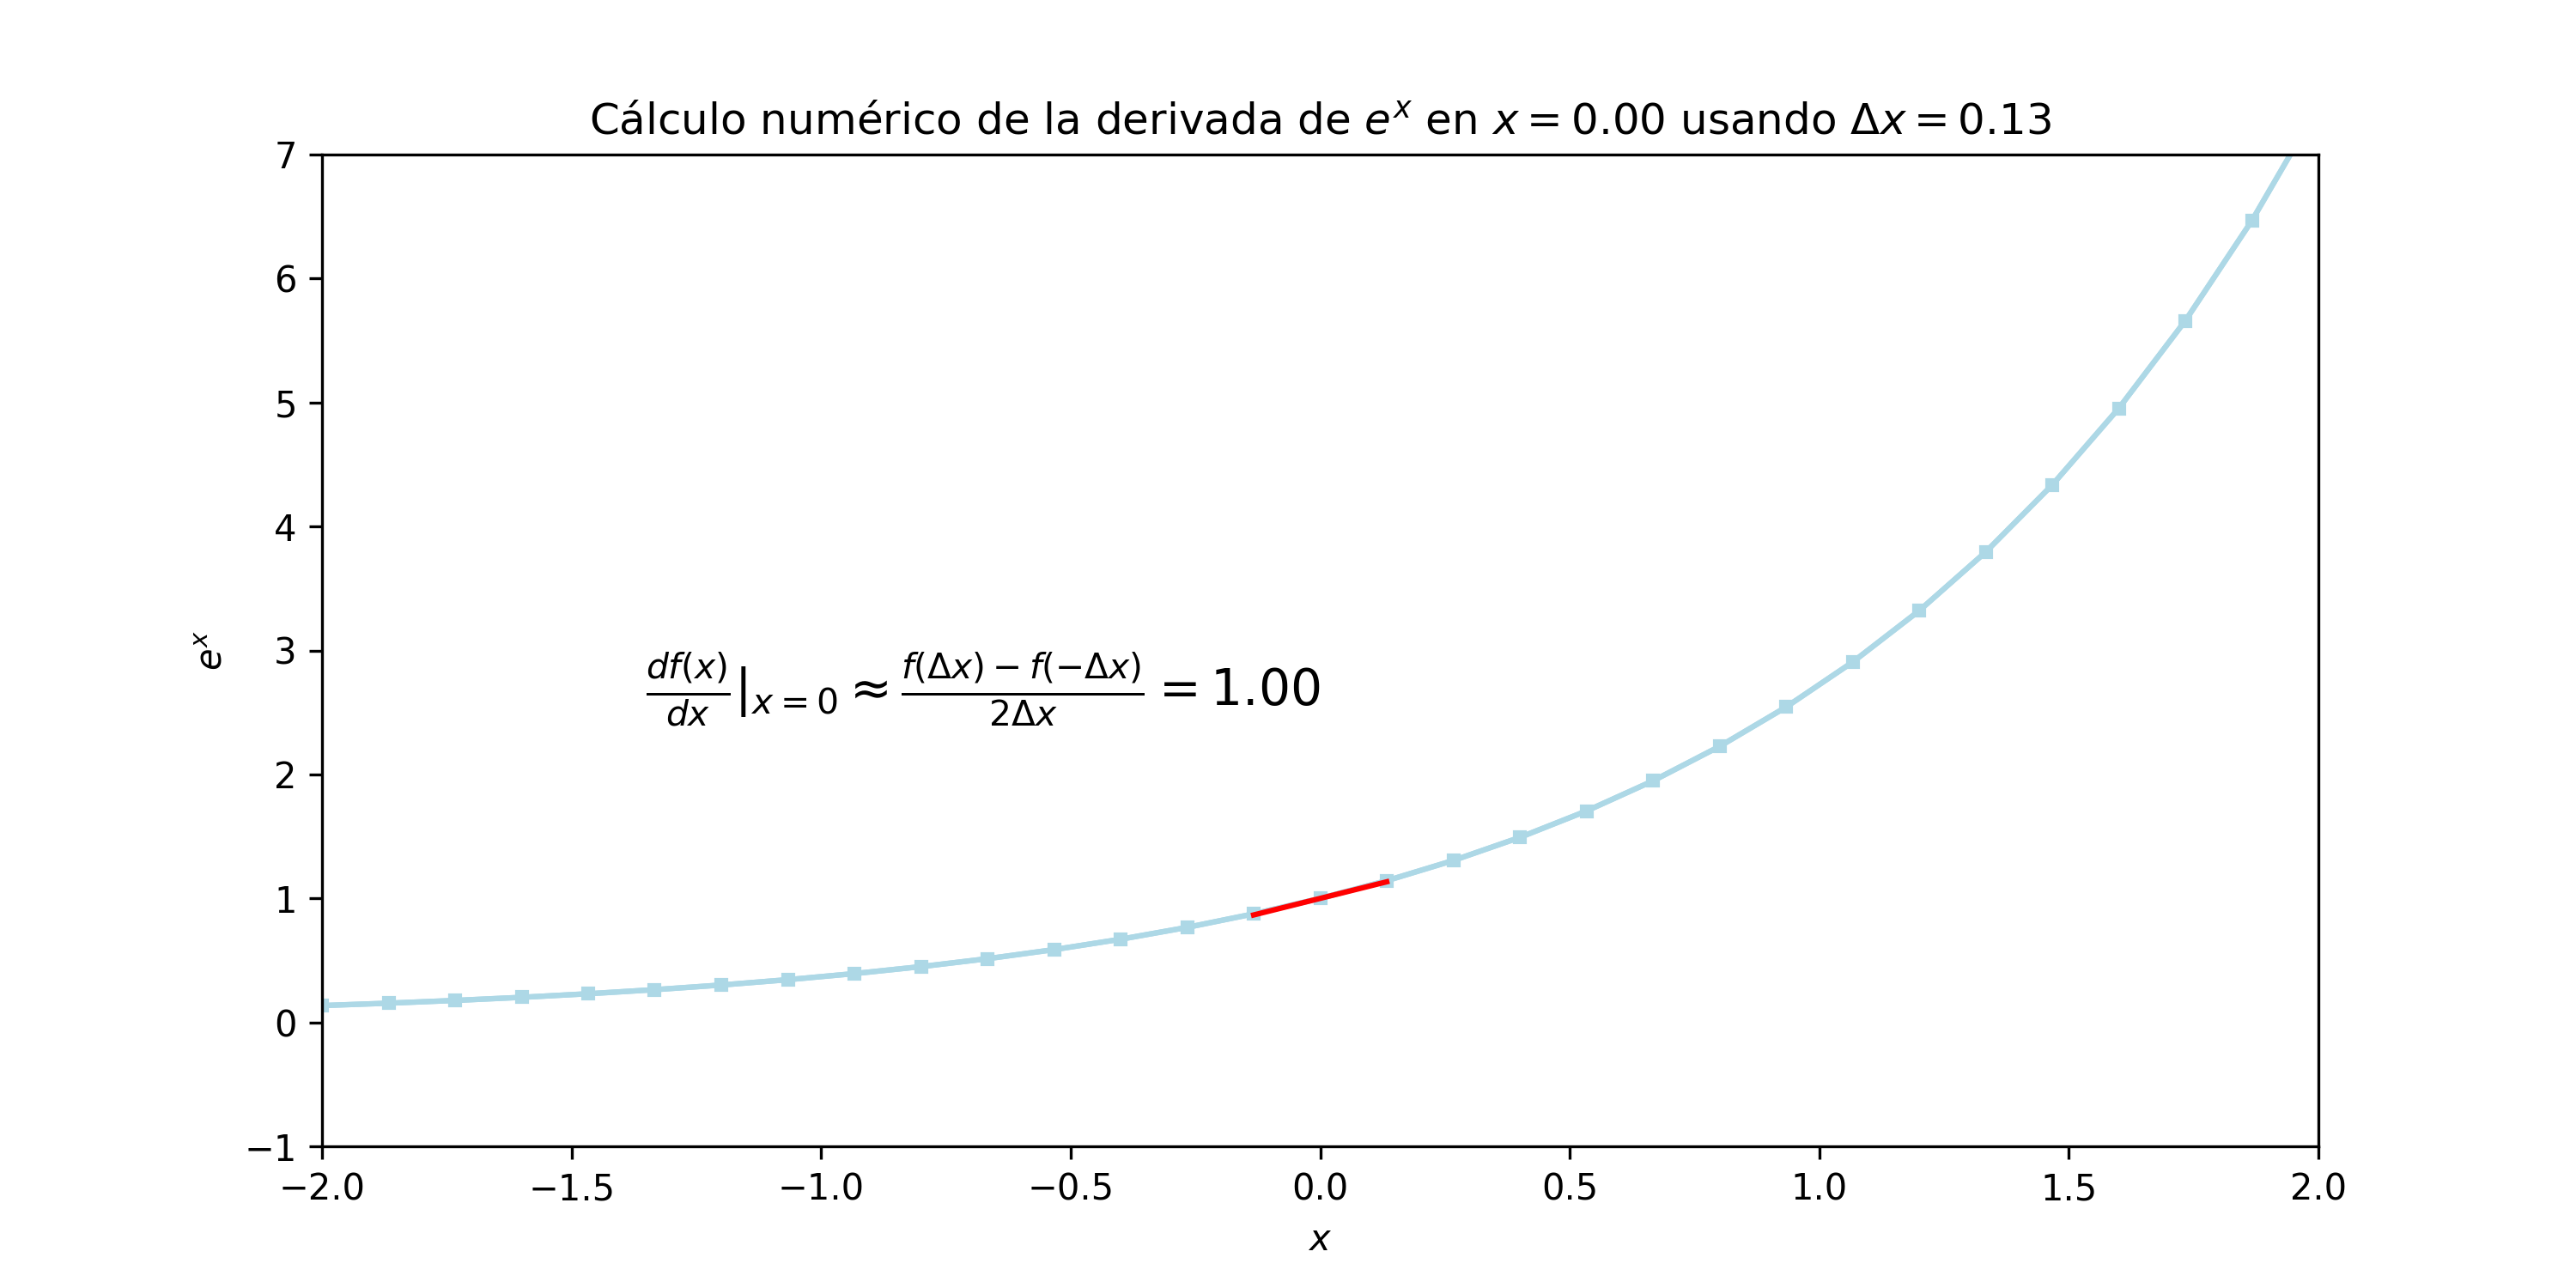 Cálculo numérico de la derivada de e^x en x = 0.00 usando Δx = 0.13
7
6
5
4
3
2
1
0
−1
e^x
df(x)/dx |x = 0 ≈ f(Δx) − f(−Δx)/2Δx = 1.00
−2.0 −1.5 −1.0 −0.5 0.0 0.5 1.0 1.5 2.0
x